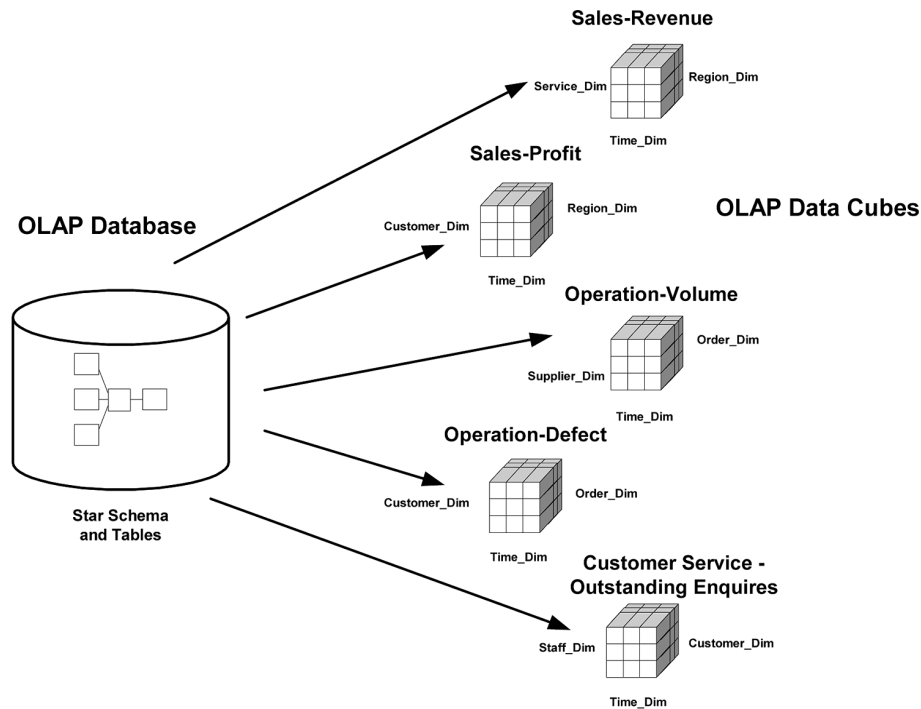 Sales-Revenue
Service_Dim
Region_Dim
Time_Dim
Sales-Profit
Customer_Dim
Region_Dim
Time_Dim
OLAP Data Cubes
OLAP Database
Operation-Volume
Supplier_Dim
Order_Dim
Time_Dim
Operation-Defect
Customer_Dim
Order_Dim
Time_Dim
Star Schema
and Tables
Customer Service -
Outstanding Enquires
Staff_Dim
Customer_Dim
Time_Dim